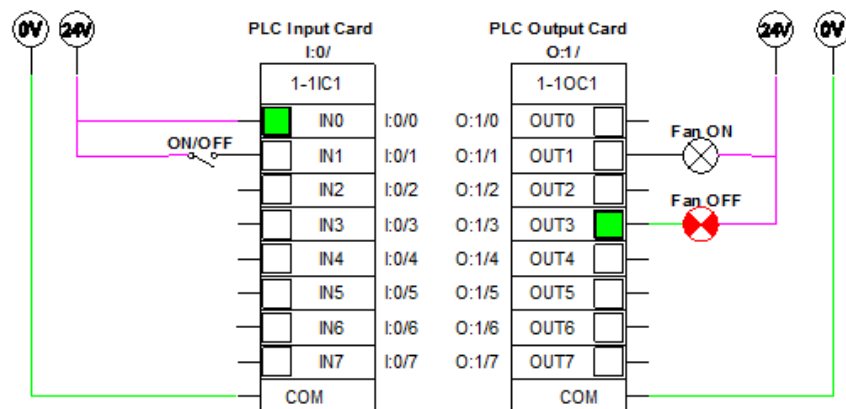 0V 24V PLC Input Card PLC Output Card 24V 0V
I:0/ O:1/
1-1IC1 1-1OC1
IN0 I:0/0 O:1/0 OUT0
Fan ON
ON/OFF IN1 I:0/1 O:1/1 OUT1
IN2 I:0/2 O:1/2 OUT2
Fan OFF
IN3 I:0/3 O:1/3 OUT3
IN4 I:0/4 O:1/4 OUT4
IN5 I:0/5 O:1/5 OUT5
IN6 I:0/6 O:1/6 OUT6
IN7 I:0/7 O:1/7 OUT7
COM COM